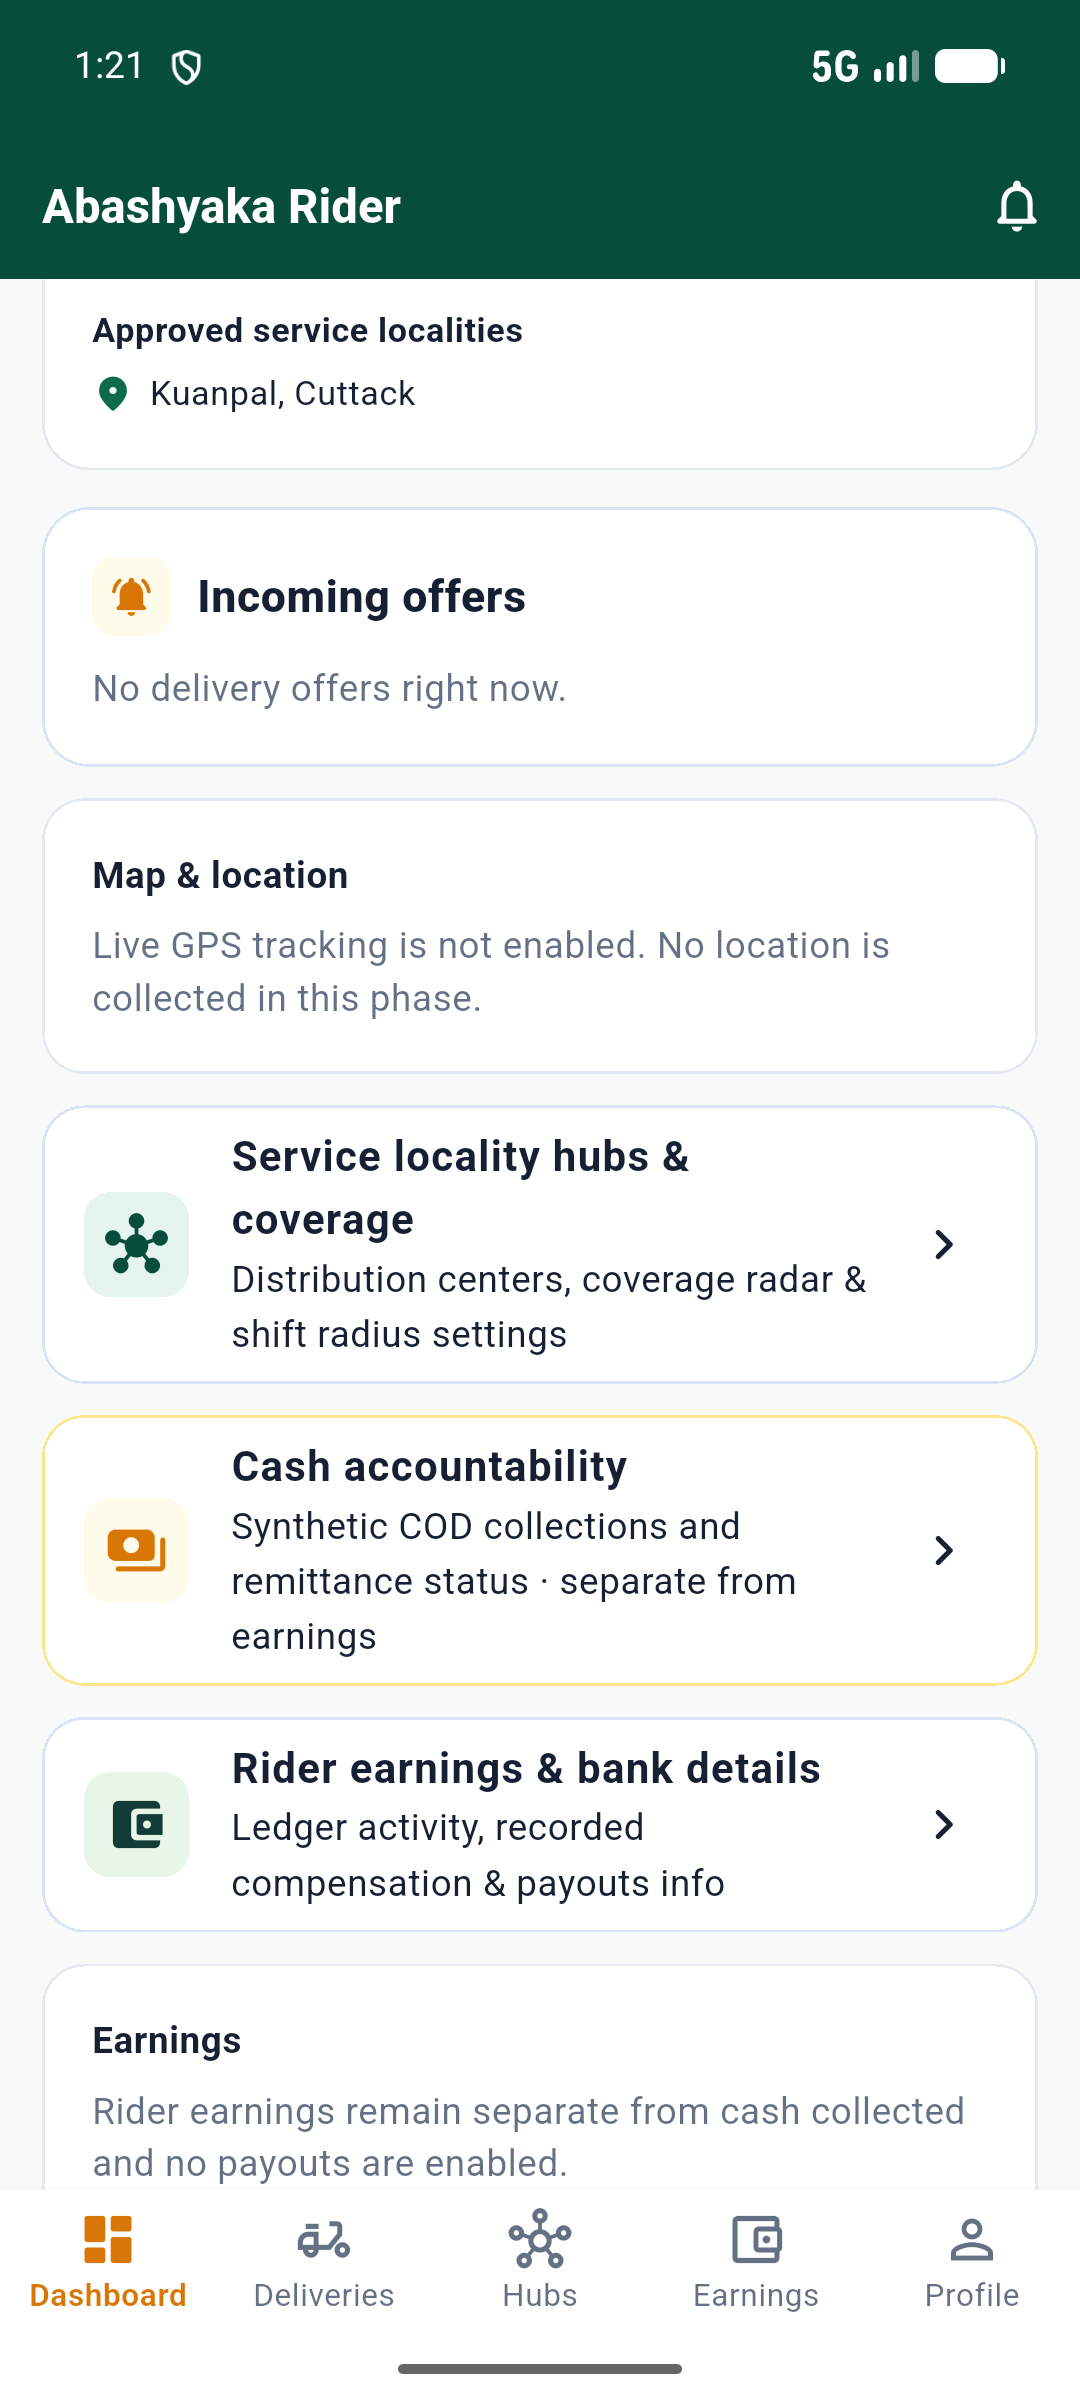 1:21
5G
Abashyaka Rider
Approved service localities
Kuanpal, Cuttack
Incoming offers
No delivery offers right now.
Map & location
Live GPS tracking is not enabled. No location is
collected in this phase.
Service locality hubs &
coverage
Distribution centers, coverage radar &
shift radius settings
Cash accountability
Synthetic COD collections and
remittance status · separate from
earnings
Rider earnings & bank details
Ledger activity, recorded
compensation & payouts info
Earnings
Rider earnings remain separate from cash collected
and no payouts are enabled.
Dashboard
Deliveries
Hubs
Earnings
Profile